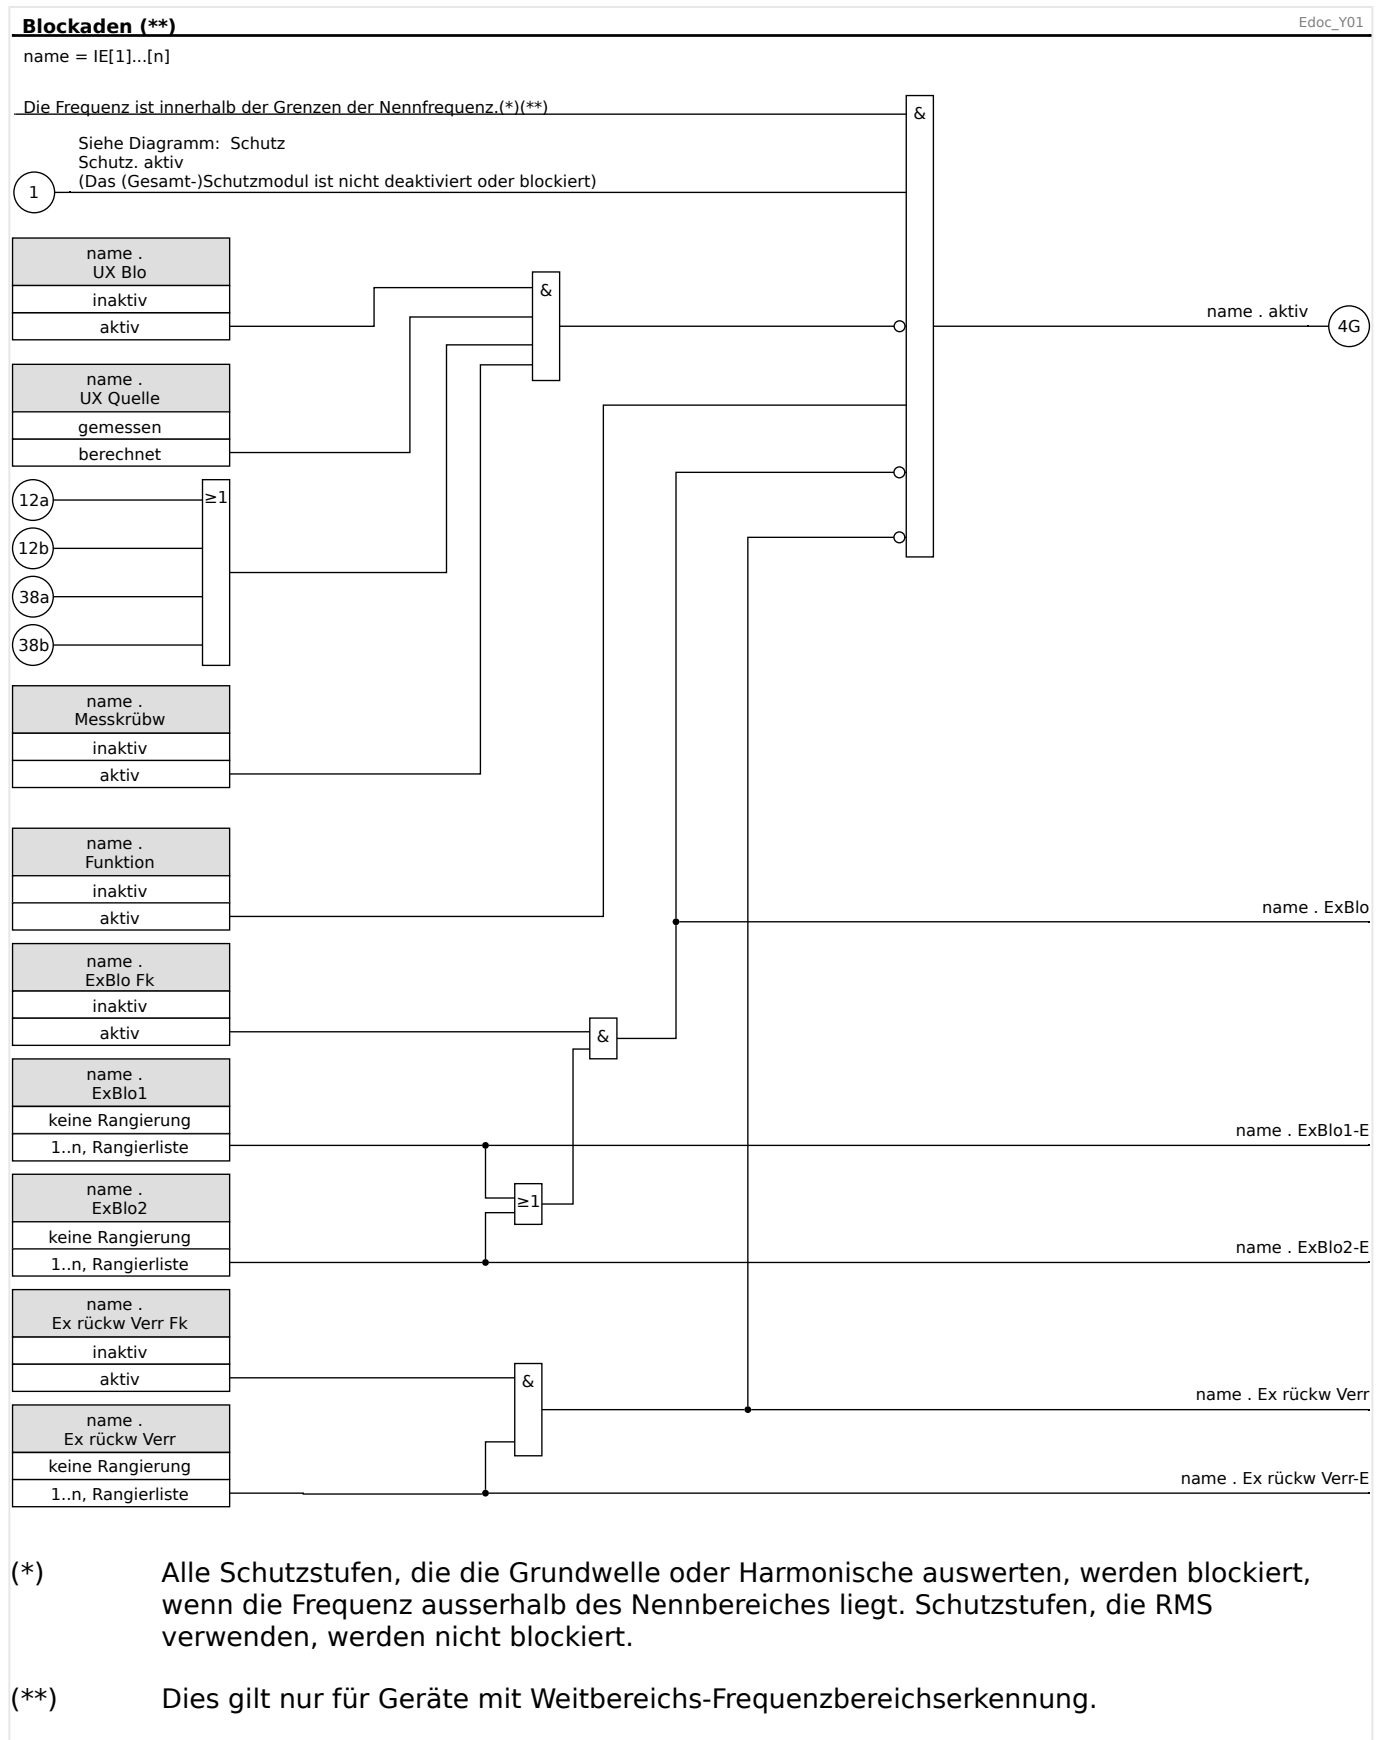 Blockaden (**)
Edoc_Y01
name = IE[1]...[n]
Die Frequenz ist innerhalb der Grenzen der Nennfrequenz.(*)(**)
&
Siehe Diagramm:  Schutz
Schutz. aktiv
(Das (Gesamt-)Schutzmodul ist nicht deaktiviert oder blockiert)
1
name .
UX Blo
inaktiv
aktiv
&
name . aktiv
4G
name .
UX Quelle
gemessen
berechnet
12a
≥1
12b
38a
38b
name .
Messkrübw
inaktiv
aktiv
name .
Funktion
inaktiv
aktiv
name . ExBlo
name .
ExBlo Fk
inaktiv
aktiv
&
name .
ExBlo1
keine Rangierung
1..n, Rangierliste
name . ExBlo1-E
name .
ExBlo2
≥1
keine Rangierung
1..n, Rangierliste
name . ExBlo2-E
name .
Ex rückw Verr Fk
inaktiv
aktiv
&
name . Ex rückw Verr
name .
Ex rückw Verr
keine Rangierung
1..n, Rangierliste
name . Ex rückw Verr-E
(*) Alle Schutzstufen, die die Grundwelle oder Harmonische auswerten, werden blockiert,
wenn die Frequenz ausserhalb des Nennbereiches liegt. Schutzstufen, die RMS
verwenden, werden nicht blockiert.
(**) Dies gilt nur für Geräte mit Weitbereichs-Frequenzbereichserkennung.